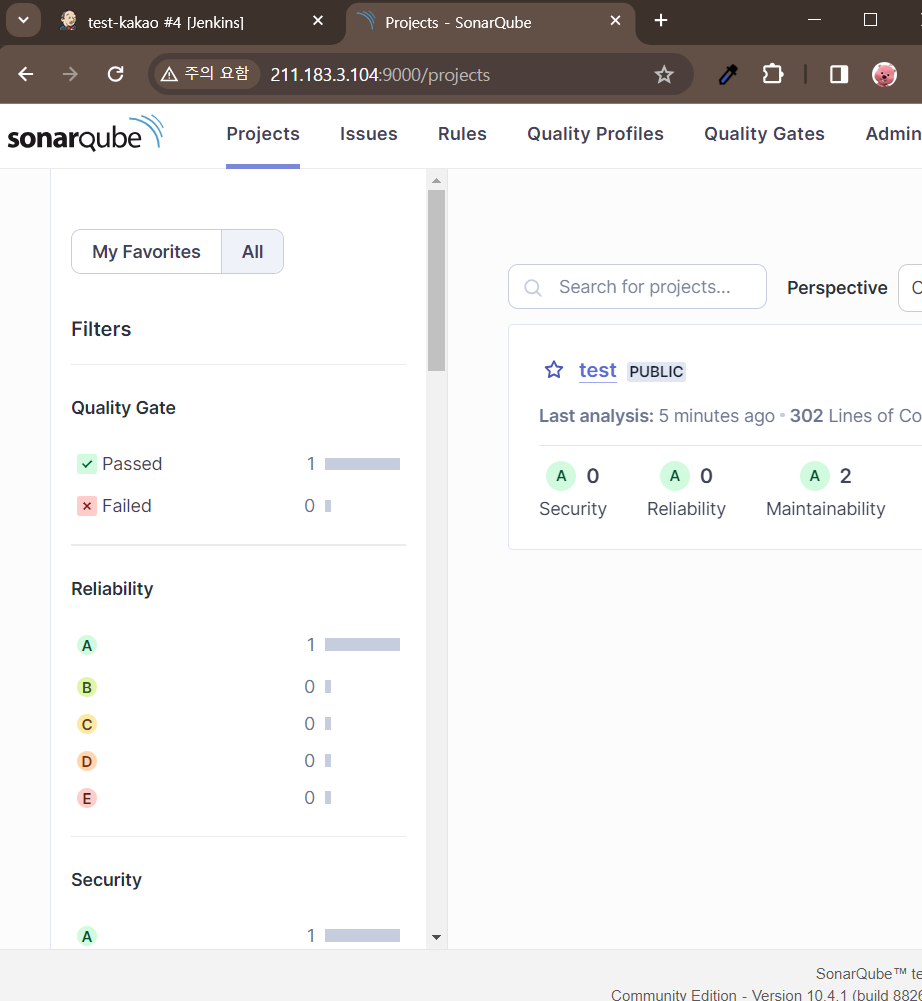 test-kakao #4 [Jenkins]
Projects - SonarQube
주의 요함
211.183.3.104:9000/projects
sonarqube
Projects
Issues
Rules
Quality Profiles
Quality Gates
Admin
My Favorites
All
Filters
Quality Gate
Passed 1
Failed 0
Reliability
A 1
B 0
C 0
D 0
E 0
Security
A 1
Search for projects...
Perspective
test PUBLIC
Last analysis: 5 minutes ago • 302 Lines of Co
A 0
Security
A 0
Reliability
A 2
Maintainability
SonarQube™ te
Community Edition - Version 10.4.1 (build 8826